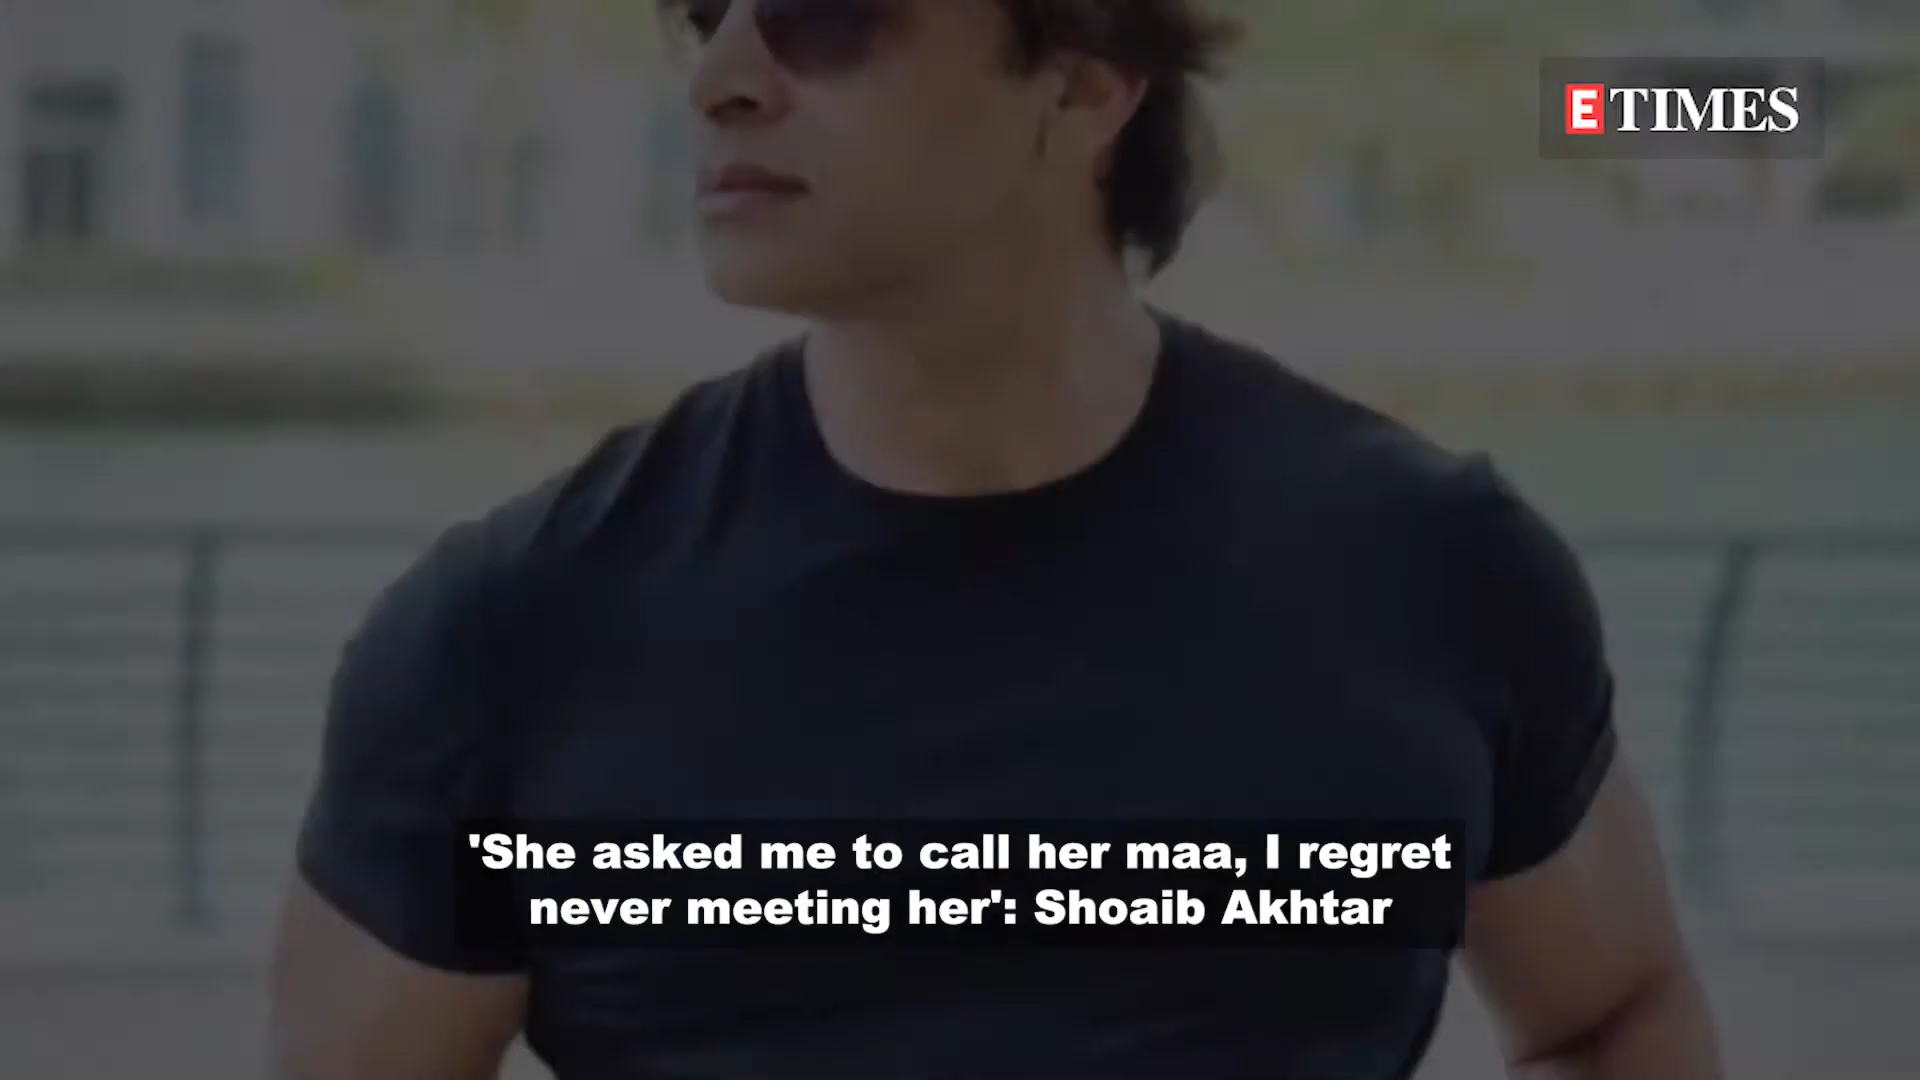 ETIMES
'She asked me to call her maa, I regret
never meeting her': Shoaib Akhtar